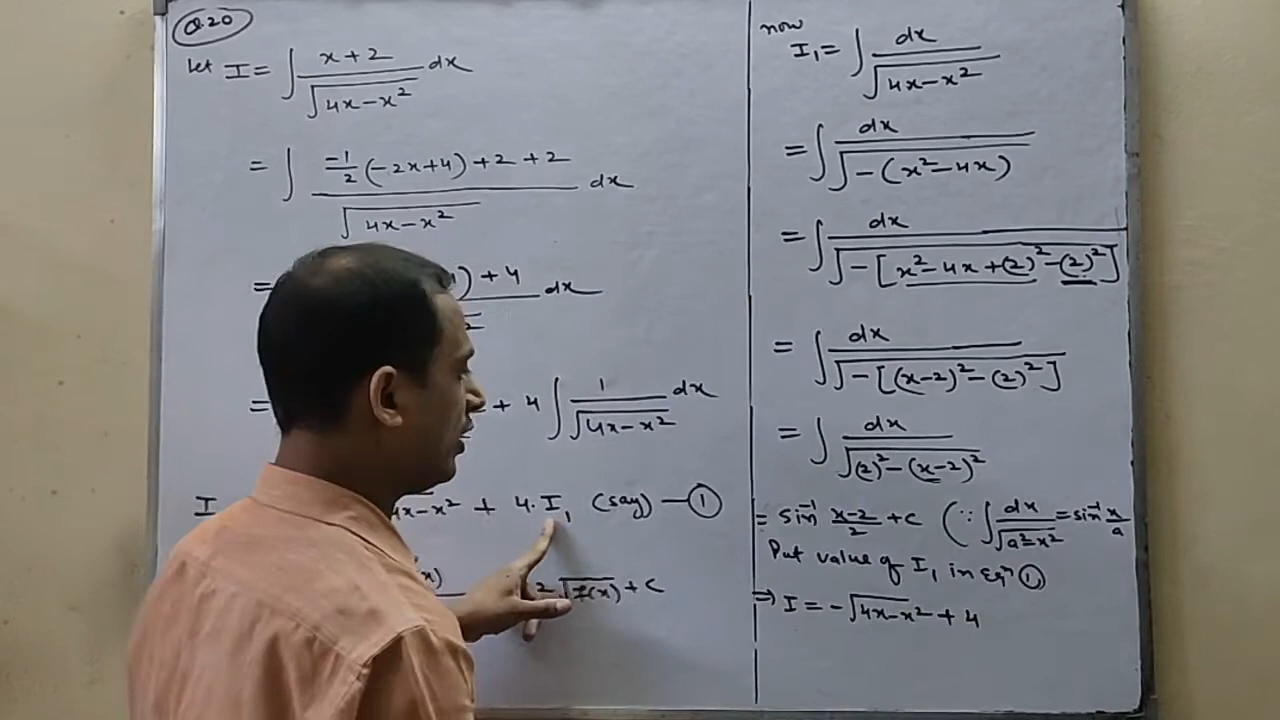 Q.20
Let I = ∫ x+2 / √(4x-x²) dx
= ∫ -1/2 (-2x+4) +2 +2 / √(4x-x²) dx
= ) + 4 dx
= + 4 ∫ 1 / √(4x-x²) dx
I 4x-x² + 4. I₁ (say) — ①
x) 2√f(x) + c
now
I₁ = ∫ dx / √(4x-x²)
= ∫ dx / √(-(x²-4x))
= ∫ dx / √(-[x²-4x+(2)²-(2)²])
= ∫ dx / √(-[(x-2)²-(2)²])
= ∫ dx / √((2)²-(x-2)²)
= sin⁻¹ x-2/2 + c (∵ ∫ dx / √(a²-x²) = sin⁻¹ x/a
Put value of I₁ in eqⁿ ①
⇒ I = -√(4x-x²) + 4